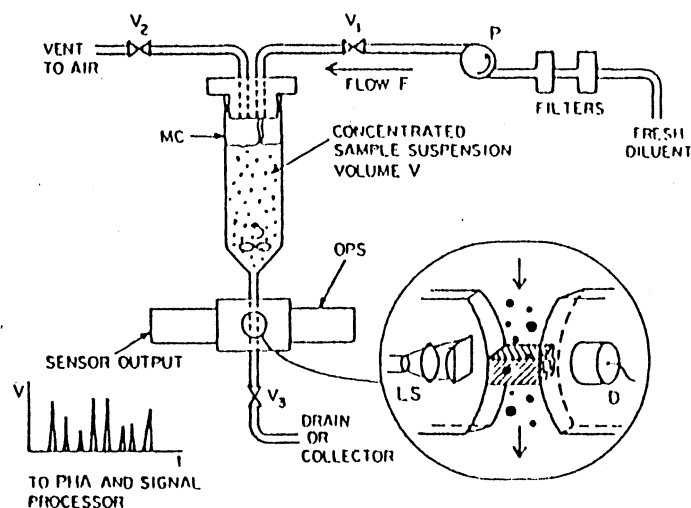 V2
V1
P
VENT
TO AIR
FLOW F
FILTERS
FRESH
DILUENT
MC
CONCENTRATED
SAMPLE SUSPENSION
VOLUME V
OPS
SENSOR OUTPUT
LS
D
V
t
V3
DRAIN
OR
COLLECTOR
TO PHA AND SIGNAL
PROCESSOR